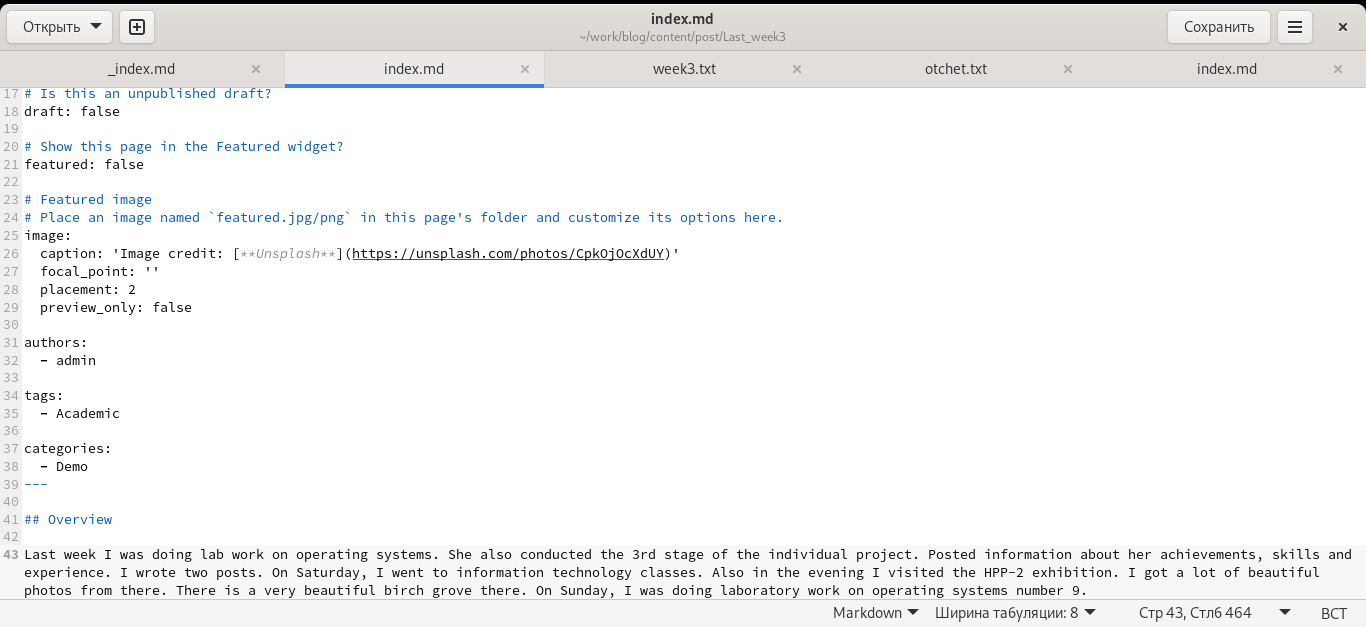 Открыть
index.md
~/work/blog/content/post/Last_week3
Сохранить
_index.md
index.md
week3.txt
otchet.txt
index.md
17 # Is this an unpublished draft?
18 draft: false
19
20 # Show this page in the Featured widget?
21 featured: false
22
23 # Featured image
24 # Place an image named `featured.jpg/png` in this page's folder and customize its options here.
25 image:
26   caption: 'Image credit: [**Unsplash**](https://unsplash.com/photos/CpkOjOcXdUY)'
27   focal_point: ''
28   placement: 2
29   preview_only: false
30
31 authors:
32   - admin
33
34 tags:
35   - Academic
36
37 categories:
38   - Demo
39 ---
40
41 ## Overview
42
43 Last week I was doing lab work on operating systems. She also conducted the 3rd stage of the individual project. Posted information about her achievements, skills and
experience. I wrote two posts. On Saturday, I went to information technology classes. Also in the evening I visited the HPP-2 exhibition. I got a lot of beautiful
photos from there. There is a very beautiful birch grove there. On Sunday, I was doing laboratory work on operating systems number 9.
Markdown
Ширина табуляции: 8
Стр 43, Стлб 464
ВСТ